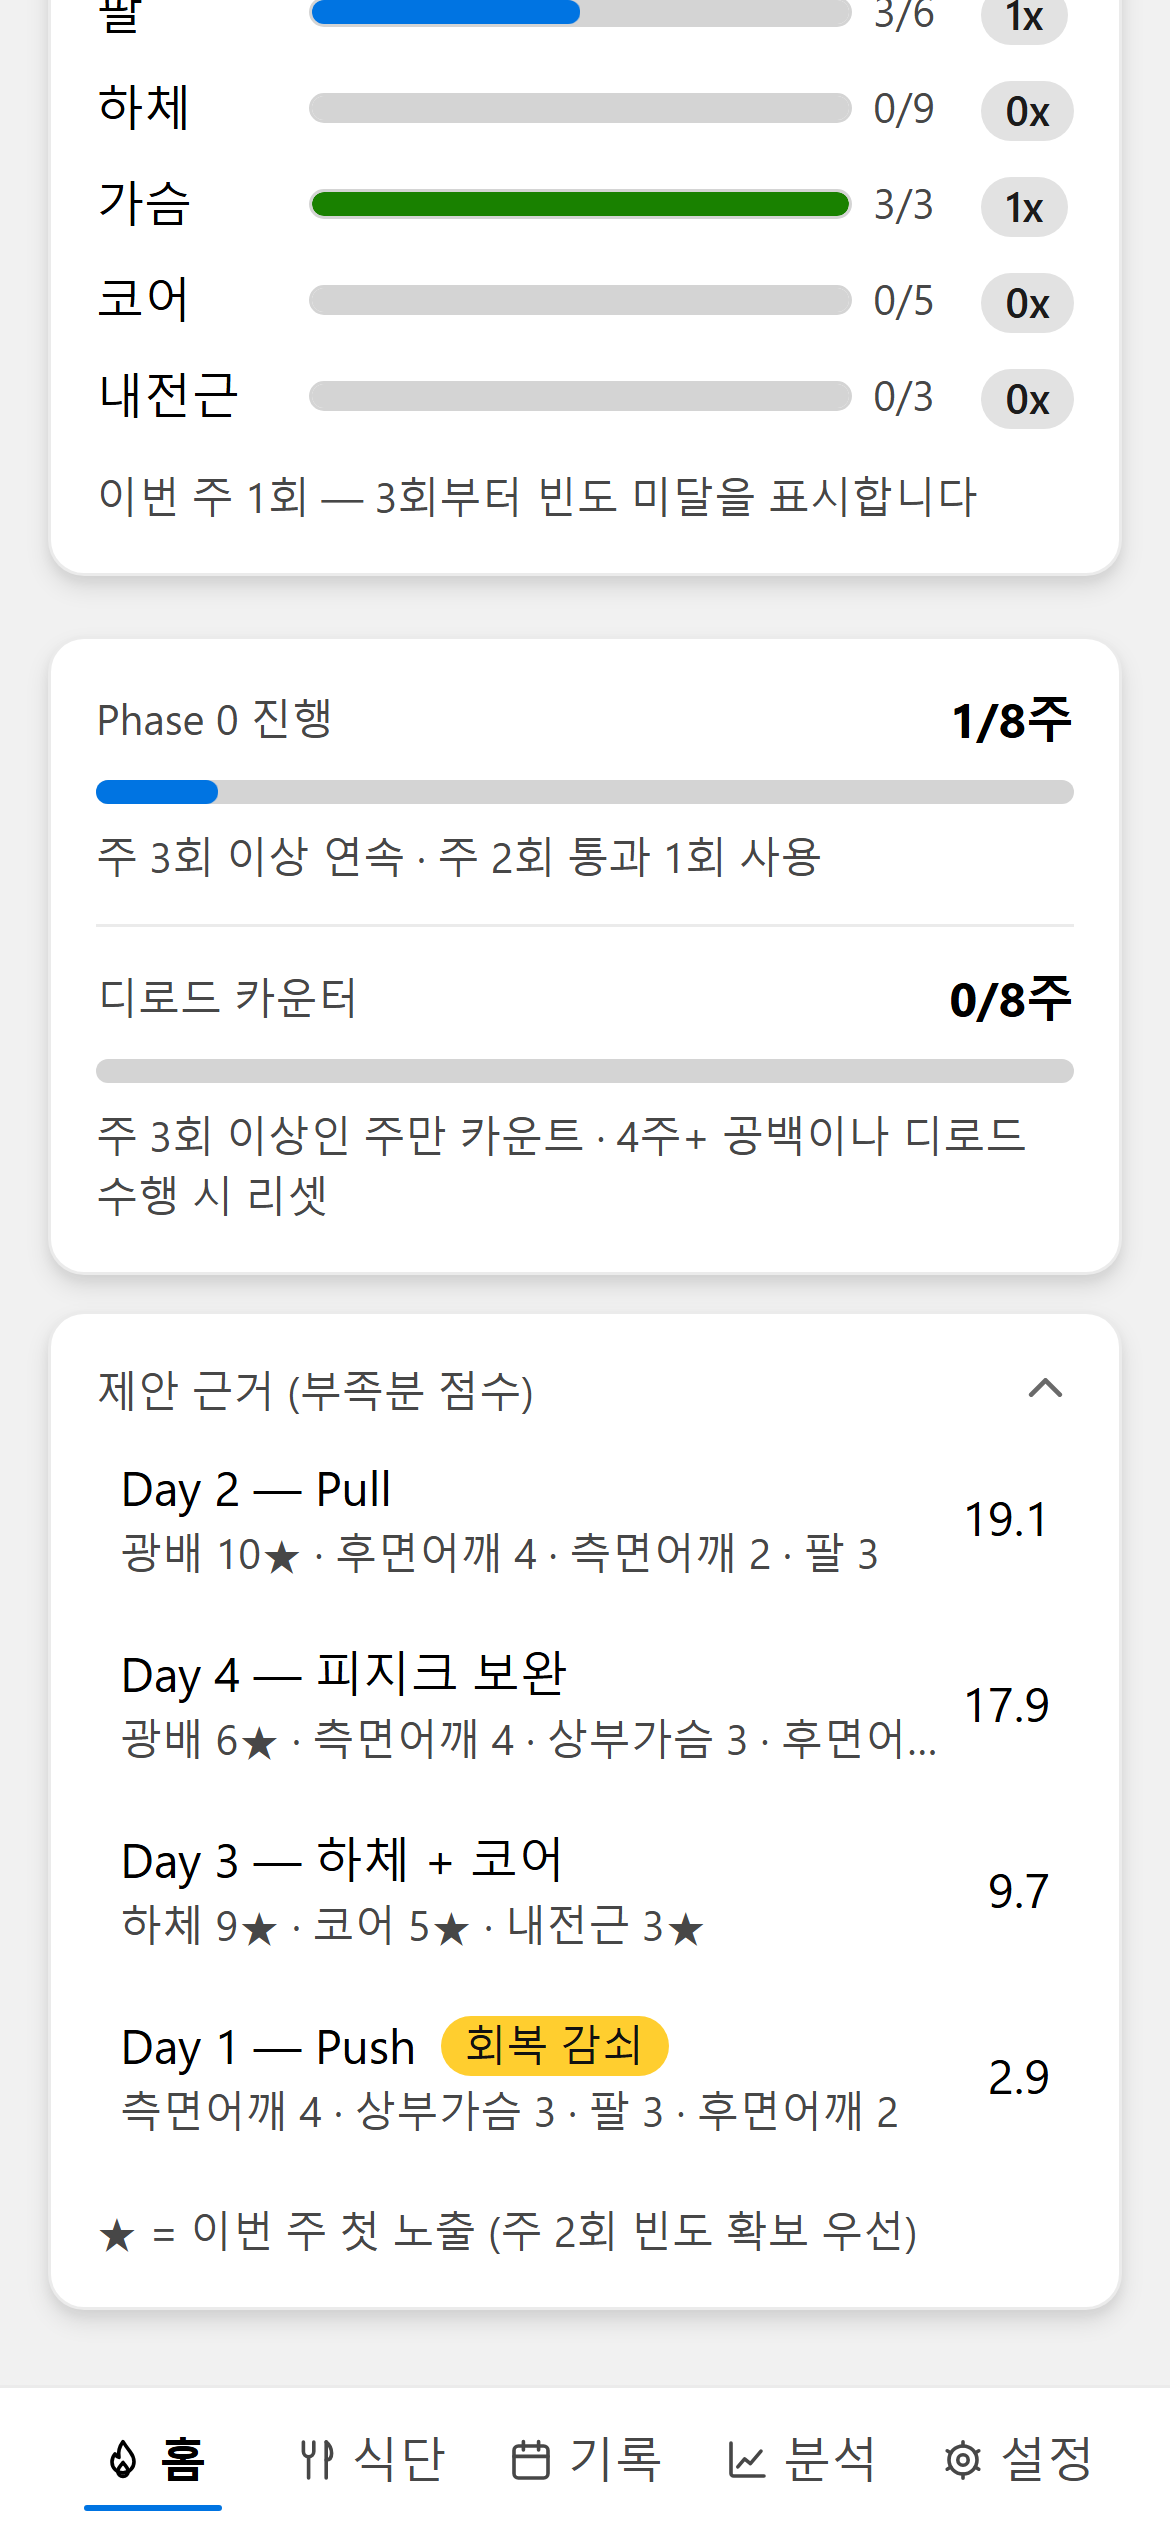 팔 3/6 1x
하체 0/9 0x
가슴 3/3 1x
코어 0/5 0x
내전근 0/3 0x
이번 주 1회 — 3회부터 빈도 미달을 표시합니다
Phase 0 진행 1/8주
주 3회 이상 연속 · 주 2회 통과 1회 사용
디로드 카운터 0/8주
주 3회 이상인 주만 카운트 · 4주+ 공백이나 디로드
수행 시 리셋
제안 근거 (부족분 점수)
Day 2 — Pull 19.1
광배 10★ · 후면어깨 4 · 측면어깨 2 · 팔 3
Day 4 — 피지크 보완 17.9
광배 6★ · 측면어깨 4 · 상부가슴 3 · 후면어...
Day 3 — 하체 + 코어 9.7
하체 9★ · 코어 5★ · 내전근 3★
Day 1 — Push 회복 감쇠 2.9
측면어깨 4 · 상부가슴 3 · 팔 3 · 후면어깨 2
★ = 이번 주 첫 노출 (주 2회 빈도 확보 우선)
홈 식단 기록 분석 설정